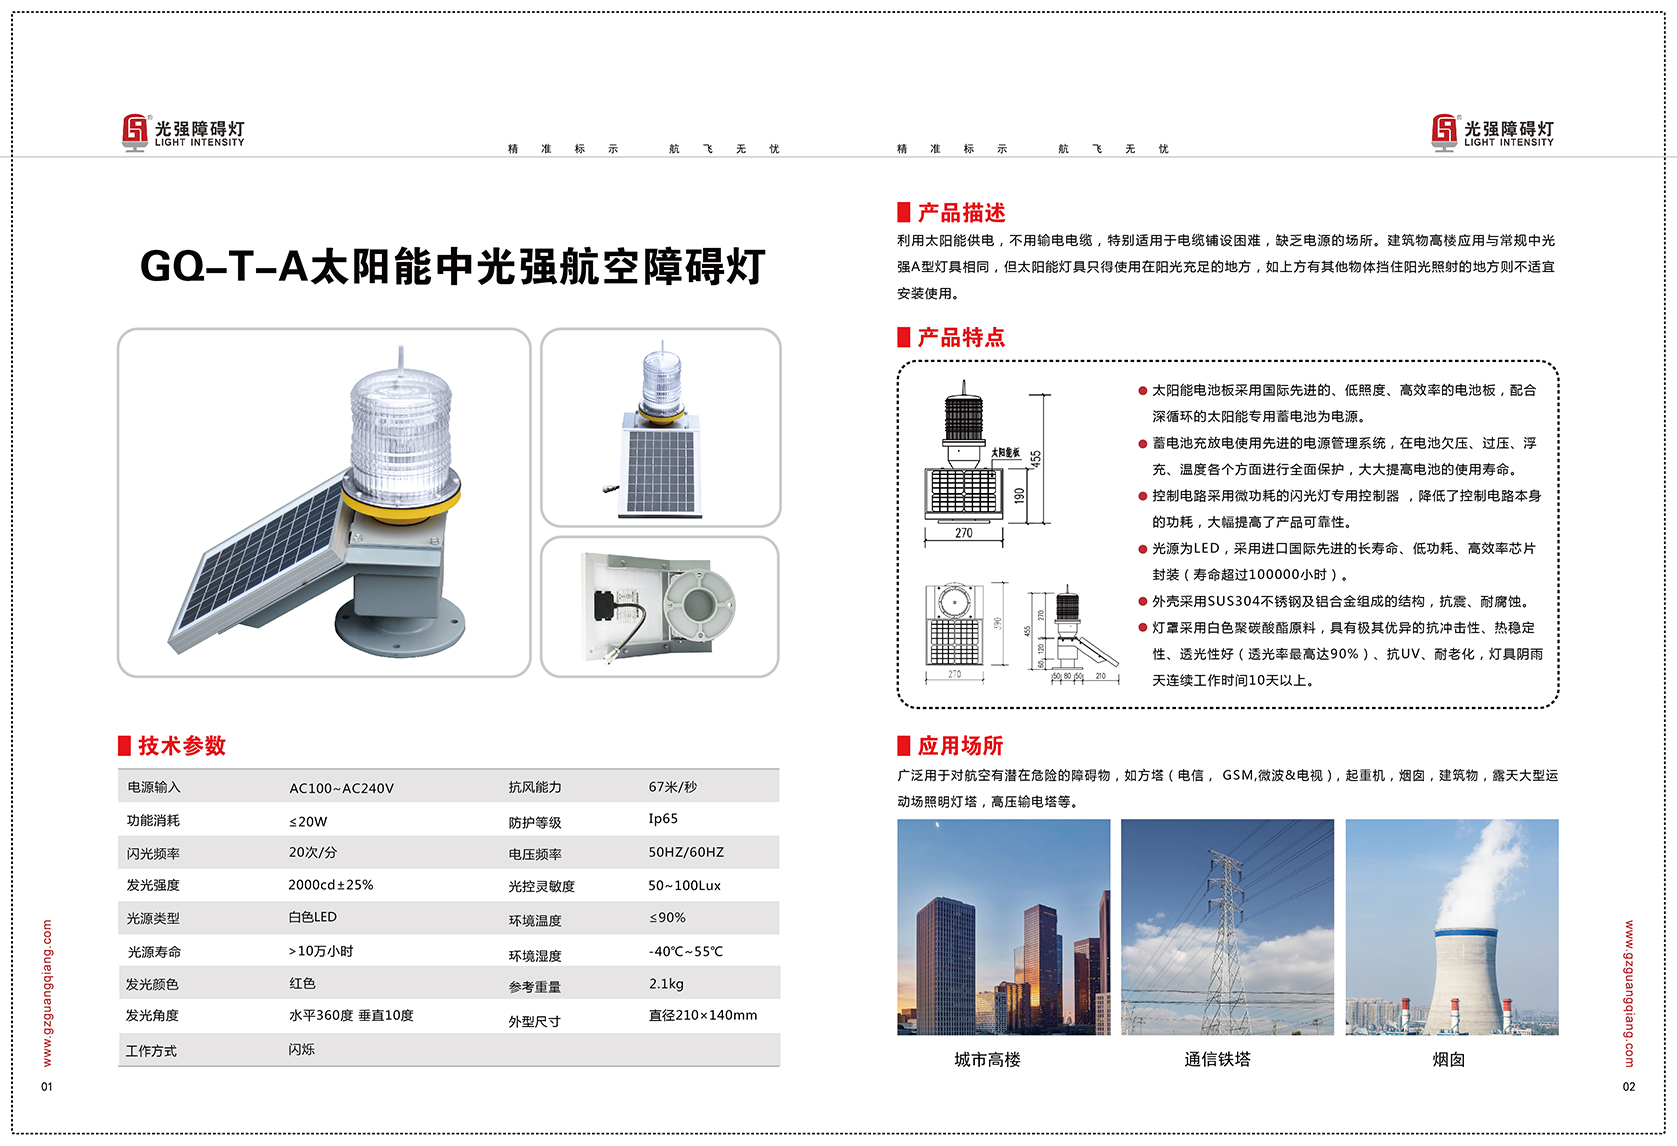 光强障碍灯
LIGHT INTENSITY
精准标示 航飞无忧
GQ-T-A太阳能中光强航空障碍灯
技术参数
电源输入 AC100~AC240V 抗风能力 67米/秒
功能消耗 ≤20W 防护等级 Ip65
闪光频率 20次/分 电压频率 50HZ/60HZ
发光强度 2000cd±25% 光控灵敏度 50~100Lux
光源类型 白色LED 环境温度 ≤90%
光源寿命 >10万小时 环境湿度 -40℃~55℃
发光颜色 红色 参考重量 2.1kg
发光角度 水平360度 垂直10度 外型尺寸 直径210×140mm
工作方式 闪烁
www.gzguangqiang.com
01
精准标示 航飞无忧
光强障碍灯
LIGHT INTENSITY
产品描述
利用太阳能供电，不用输电电缆，特别适用于电缆铺设困难，缺乏电源的场所。建筑物高楼应用与常规中光
强A型灯具相同，但太阳能灯具只得使用在阳光充足的地方，如上方有其他物体挡住阳光照射的地方则不适宜
安装使用。
产品特点
太阳能板
455
190
270
390
270
455
270
120
60
50 80 50 210
太阳能电池板采用国际先进的、低照度、高效率的电池板，配合
深循环的太阳能专用蓄电池为电源。
蓄电池充放电使用先进的电源管理系统，在电池欠压、过压、浮
充、温度各个方面进行全面保护，大大提高电池的使用寿命。
控制电路采用微功耗的闪光灯专用控制器 ，降低了控制电路本身
的功耗，大幅提高了产品可靠性。
光源为LED，采用进口国际先进的长寿命、低功耗、高效率芯片
封装（寿命超过100000小时）。
外壳采用SUS304不锈钢及铝合金组成的结构，抗震、耐腐蚀。
灯罩采用白色聚碳酸酯原料，具有极其优异的抗冲击性、热稳定
性、透光性好（透光率最高达90%）、抗UV、耐老化，灯具阴雨
天连续工作时间10天以上。
应用场所
广泛用于对航空有潜在危险的障碍物，如方塔（电信， GSM,微波&电视），起重机，烟囱，建筑物，露天大型运
动场照明灯塔，高压输电塔等。
城市高楼 通信铁塔 烟囱
www.gzguangqiang.com
02